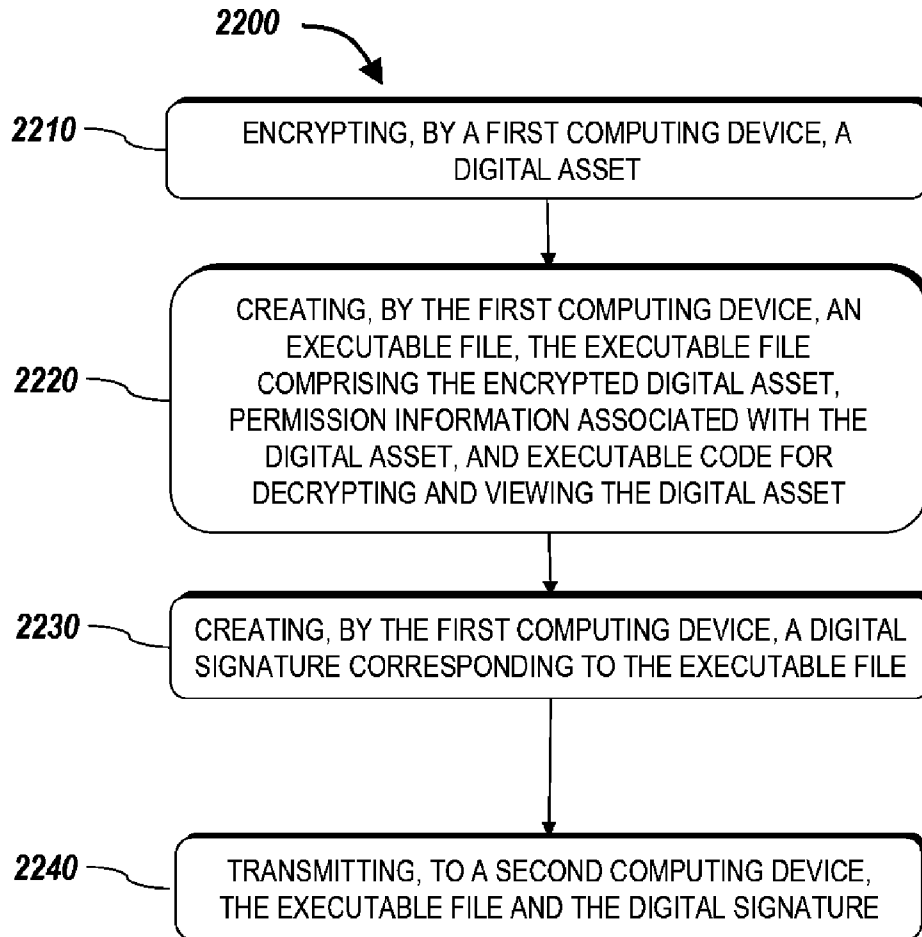 2200
2210
ENCRYPTING, BY A FIRST COMPUTING DEVICE, A
DIGITAL ASSET
2220
CREATING, BY THE FIRST COMPUTING DEVICE, AN
EXECUTABLE FILE, THE EXECUTABLE FILE
COMPRISING THE ENCRYPTED DIGITAL ASSET,
PERMISSION INFORMATION ASSOCIATED WITH THE
DIGITAL ASSET, AND EXECUTABLE CODE FOR
DECRYPTING AND VIEWING THE DIGITAL ASSET
2230
CREATING, BY THE FIRST COMPUTING DEVICE, A DIGITAL
SIGNATURE CORRESPONDING TO THE EXECUTABLE FILE
2240
TRANSMITTING, TO A SECOND COMPUTING DEVICE,
THE EXECUTABLE FILE AND THE DIGITAL SIGNATURE